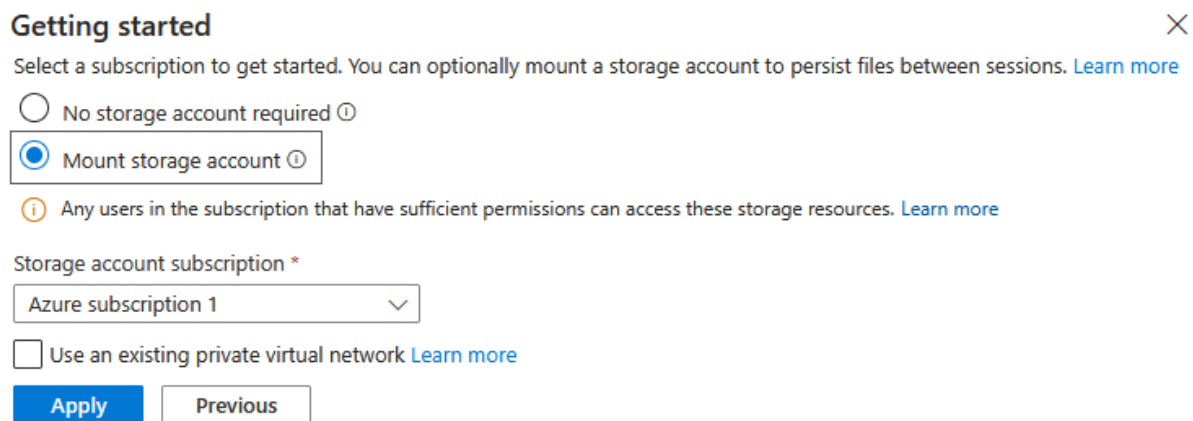 Getting started
Select a subscription to get started. You can optionally mount a storage account to persist files between sessions. Learn more
No storage account required
Mount storage account
Any users in the subscription that have sufficient permissions can access these storage resources. Learn more
Storage account subscription *
Azure subscription 1
Use an existing private virtual network Learn more
Apply Previous